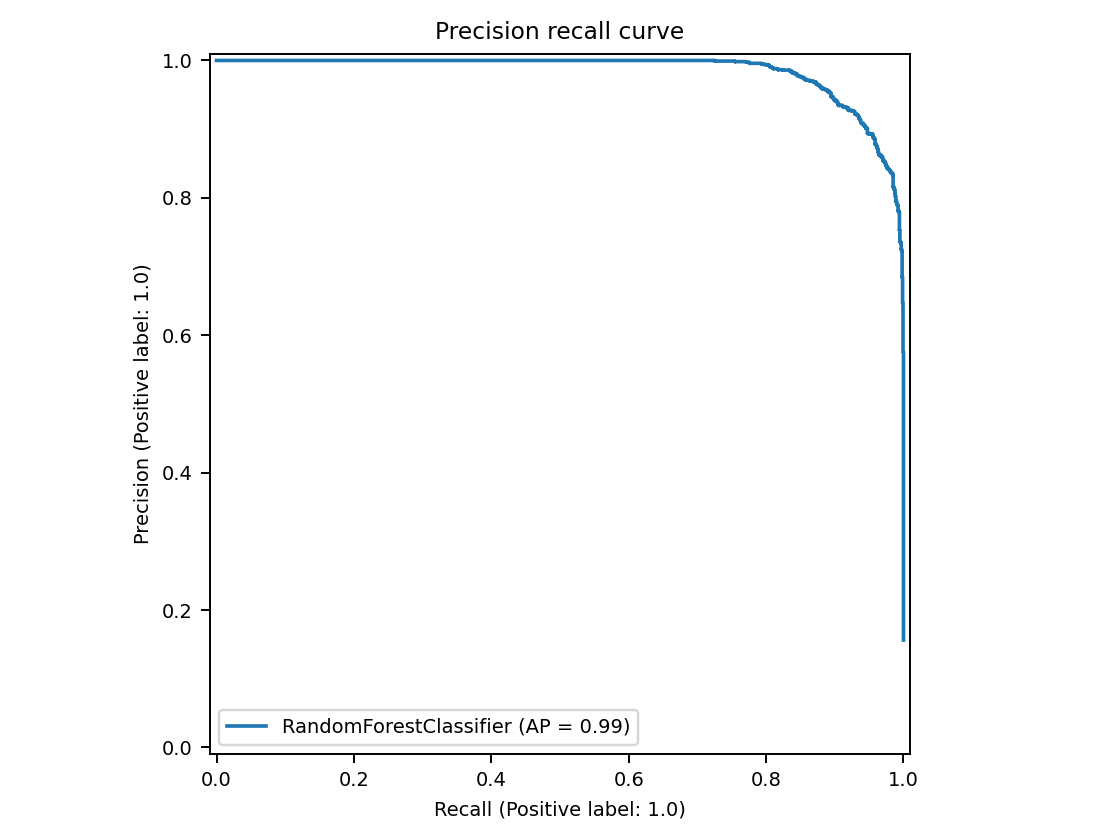 Precision recall curve
1.0
0.8
0.6
0.4
0.2
0.0
Precision (Positive label: 1.0)
RandomForestClassifier (AP = 0.99)
0.0 0.2 0.4 0.6 0.8 1.0
Recall (Positive label: 1.0)